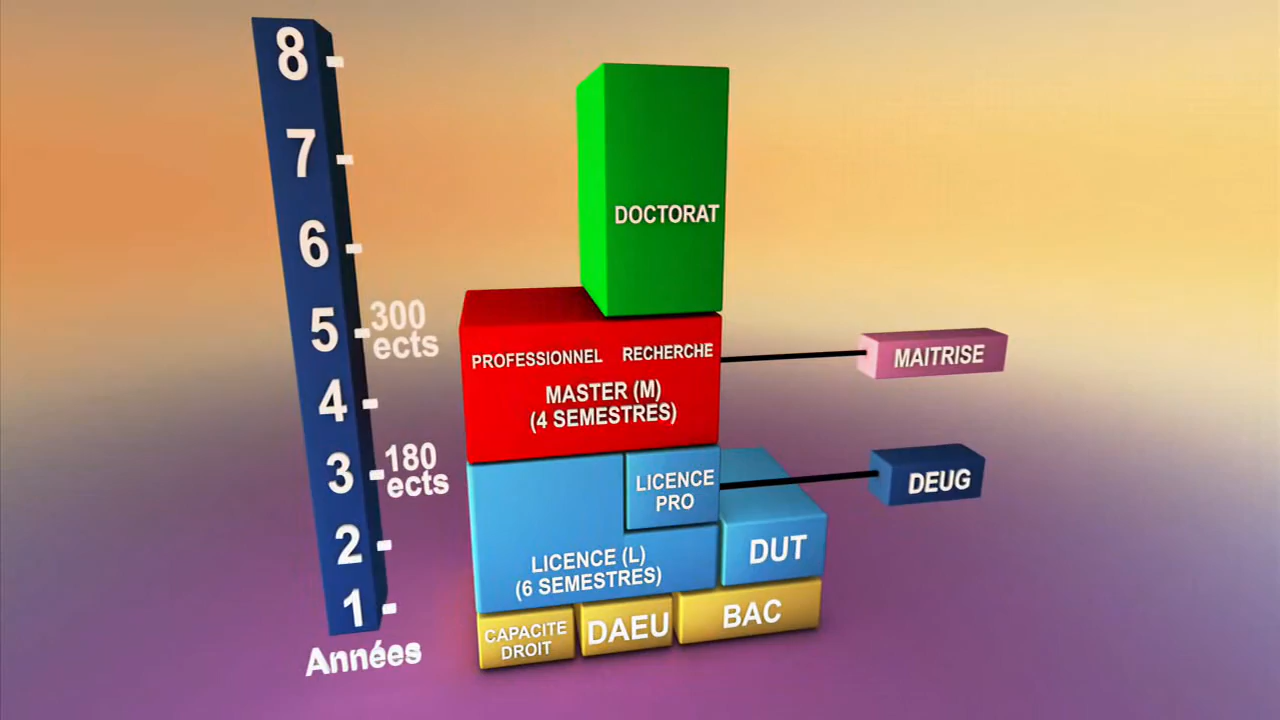 8
7
6
5
4
3
2
1
Années
300
ects
180
ects
DOCTORAT
PROFESSIONNEL RECHERCHE
MASTER (M)
(4 SEMESTRES)
MAITRISE
LICENCE
PRO
DEUG
LICENCE (L)
(6 SEMESTRES)
DUT
CAPACITE
DROIT
DAEU
BAC